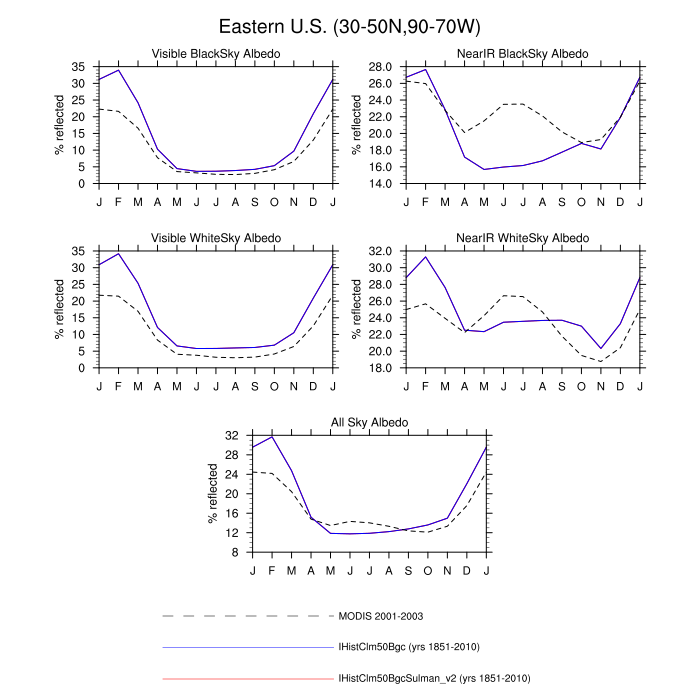 Eastern U.S. (30-50N,90-70W)
Visible BlackSky Albedo
% reflected
35
30
25
20
15
10
5
0
J F M A M J J A S O N D J
NearIR BlackSky Albedo
% reflected
28.0
26.0
24.0
22.0
20.0
18.0
16.0
14.0
J F M A M J J A S O N D J
Visible WhiteSky Albedo
% reflected
35
30
25
20
15
10
5
0
J F M A M J J A S O N D J
NearIR WhiteSky Albedo
% reflected
32.0
30.0
28.0
26.0
24.0
22.0
20.0
18.0
J F M A M J J A S O N D J
All Sky Albedo
% reflected
32
28
24
20
16
12
8
J F M A M J J A S O N D J
MODIS 2001-2003
IHistClm50Bgc (yrs 1851-2010)
IHistClm50BgcSulman_v2 (yrs 1851-2010)